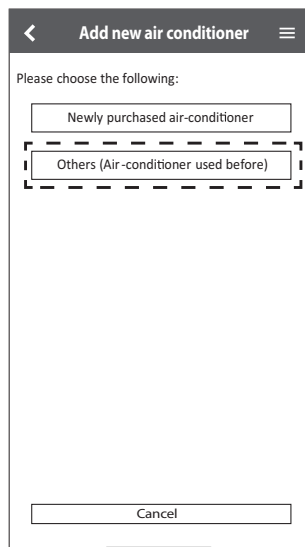 Add new air conditioner
Please choose the following:
Newly purchased air-conditioner
Others (Air-conditioner used before)
Cancel